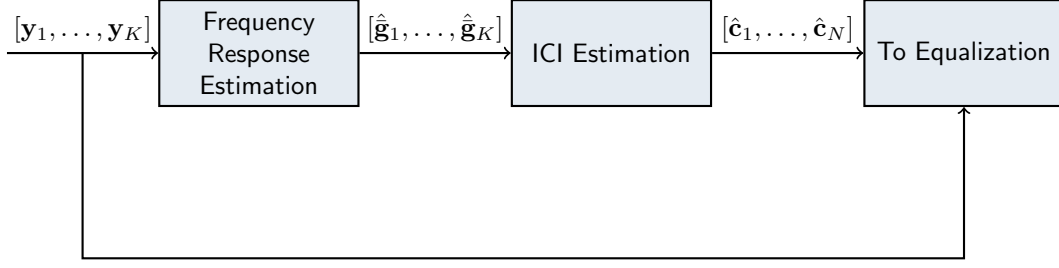 [y₁, . . . , y_K]
Frequency
Response
Estimation
[ĝ̄₁, . . . , ĝ̄_K]
ICI Estimation
[ĉ₁, . . . , ĉ_N]
To Equalization